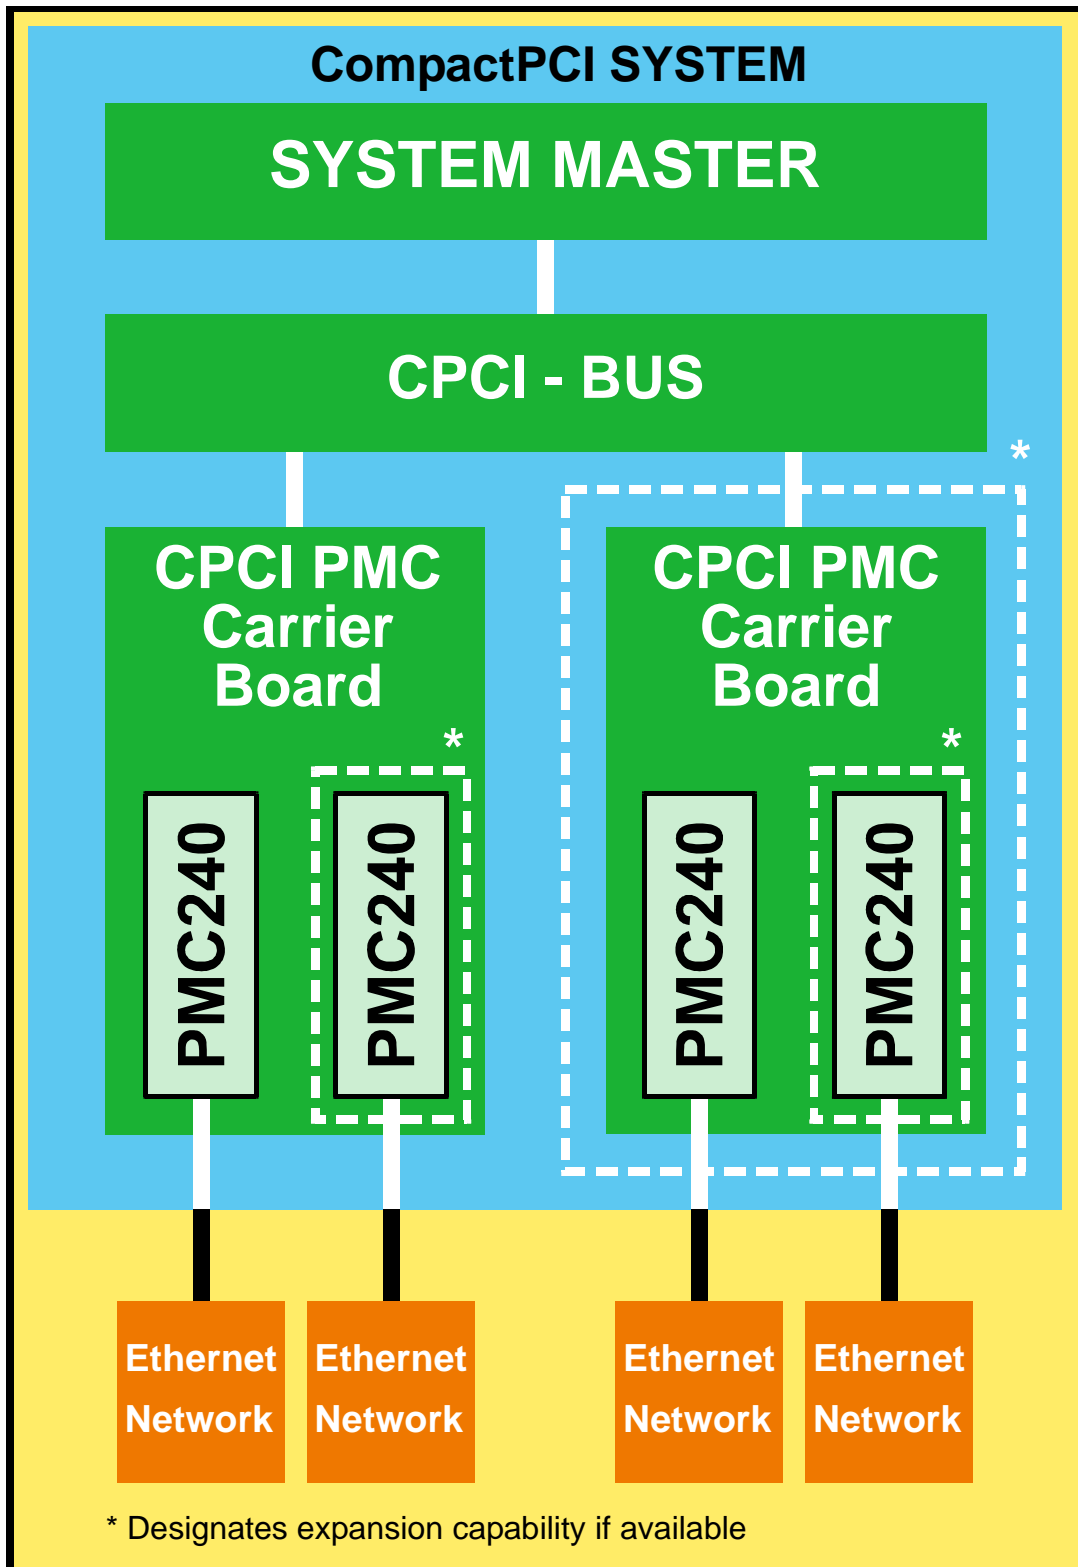 CompactPCI SYSTEM
SYSTEM MASTER
CPCI - BUS
*
CPCI PMC
Carrier
Board
*
PMC240
PMC240
CPCI PMC
Carrier
Board
*
PMC240
PMC240
Ethernet
Network
Ethernet
Network
Ethernet
Network
Ethernet
Network
* Designates expansion capability if available